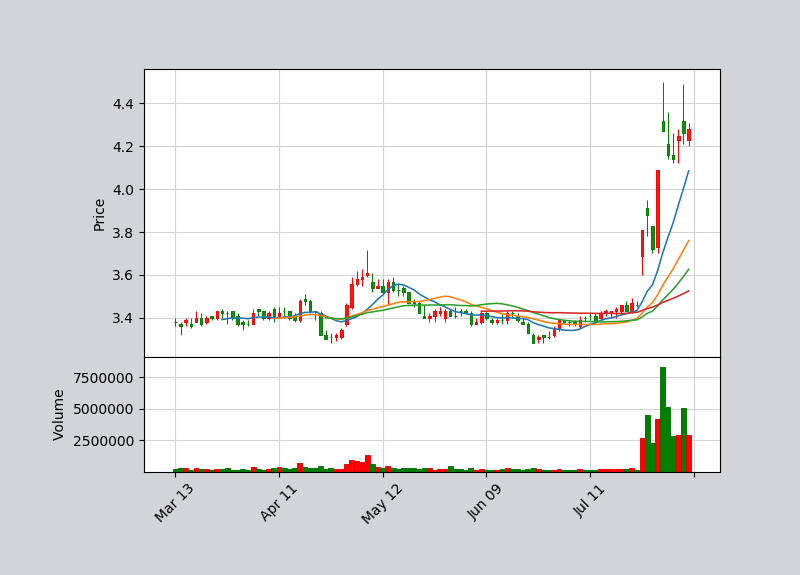 Price
4.4
4.2
4.0
3.8
3.6
3.4
Volume
7500000
5000000
2500000
Mar 13
Apr 11
May 12
Jun 09
Jul 11